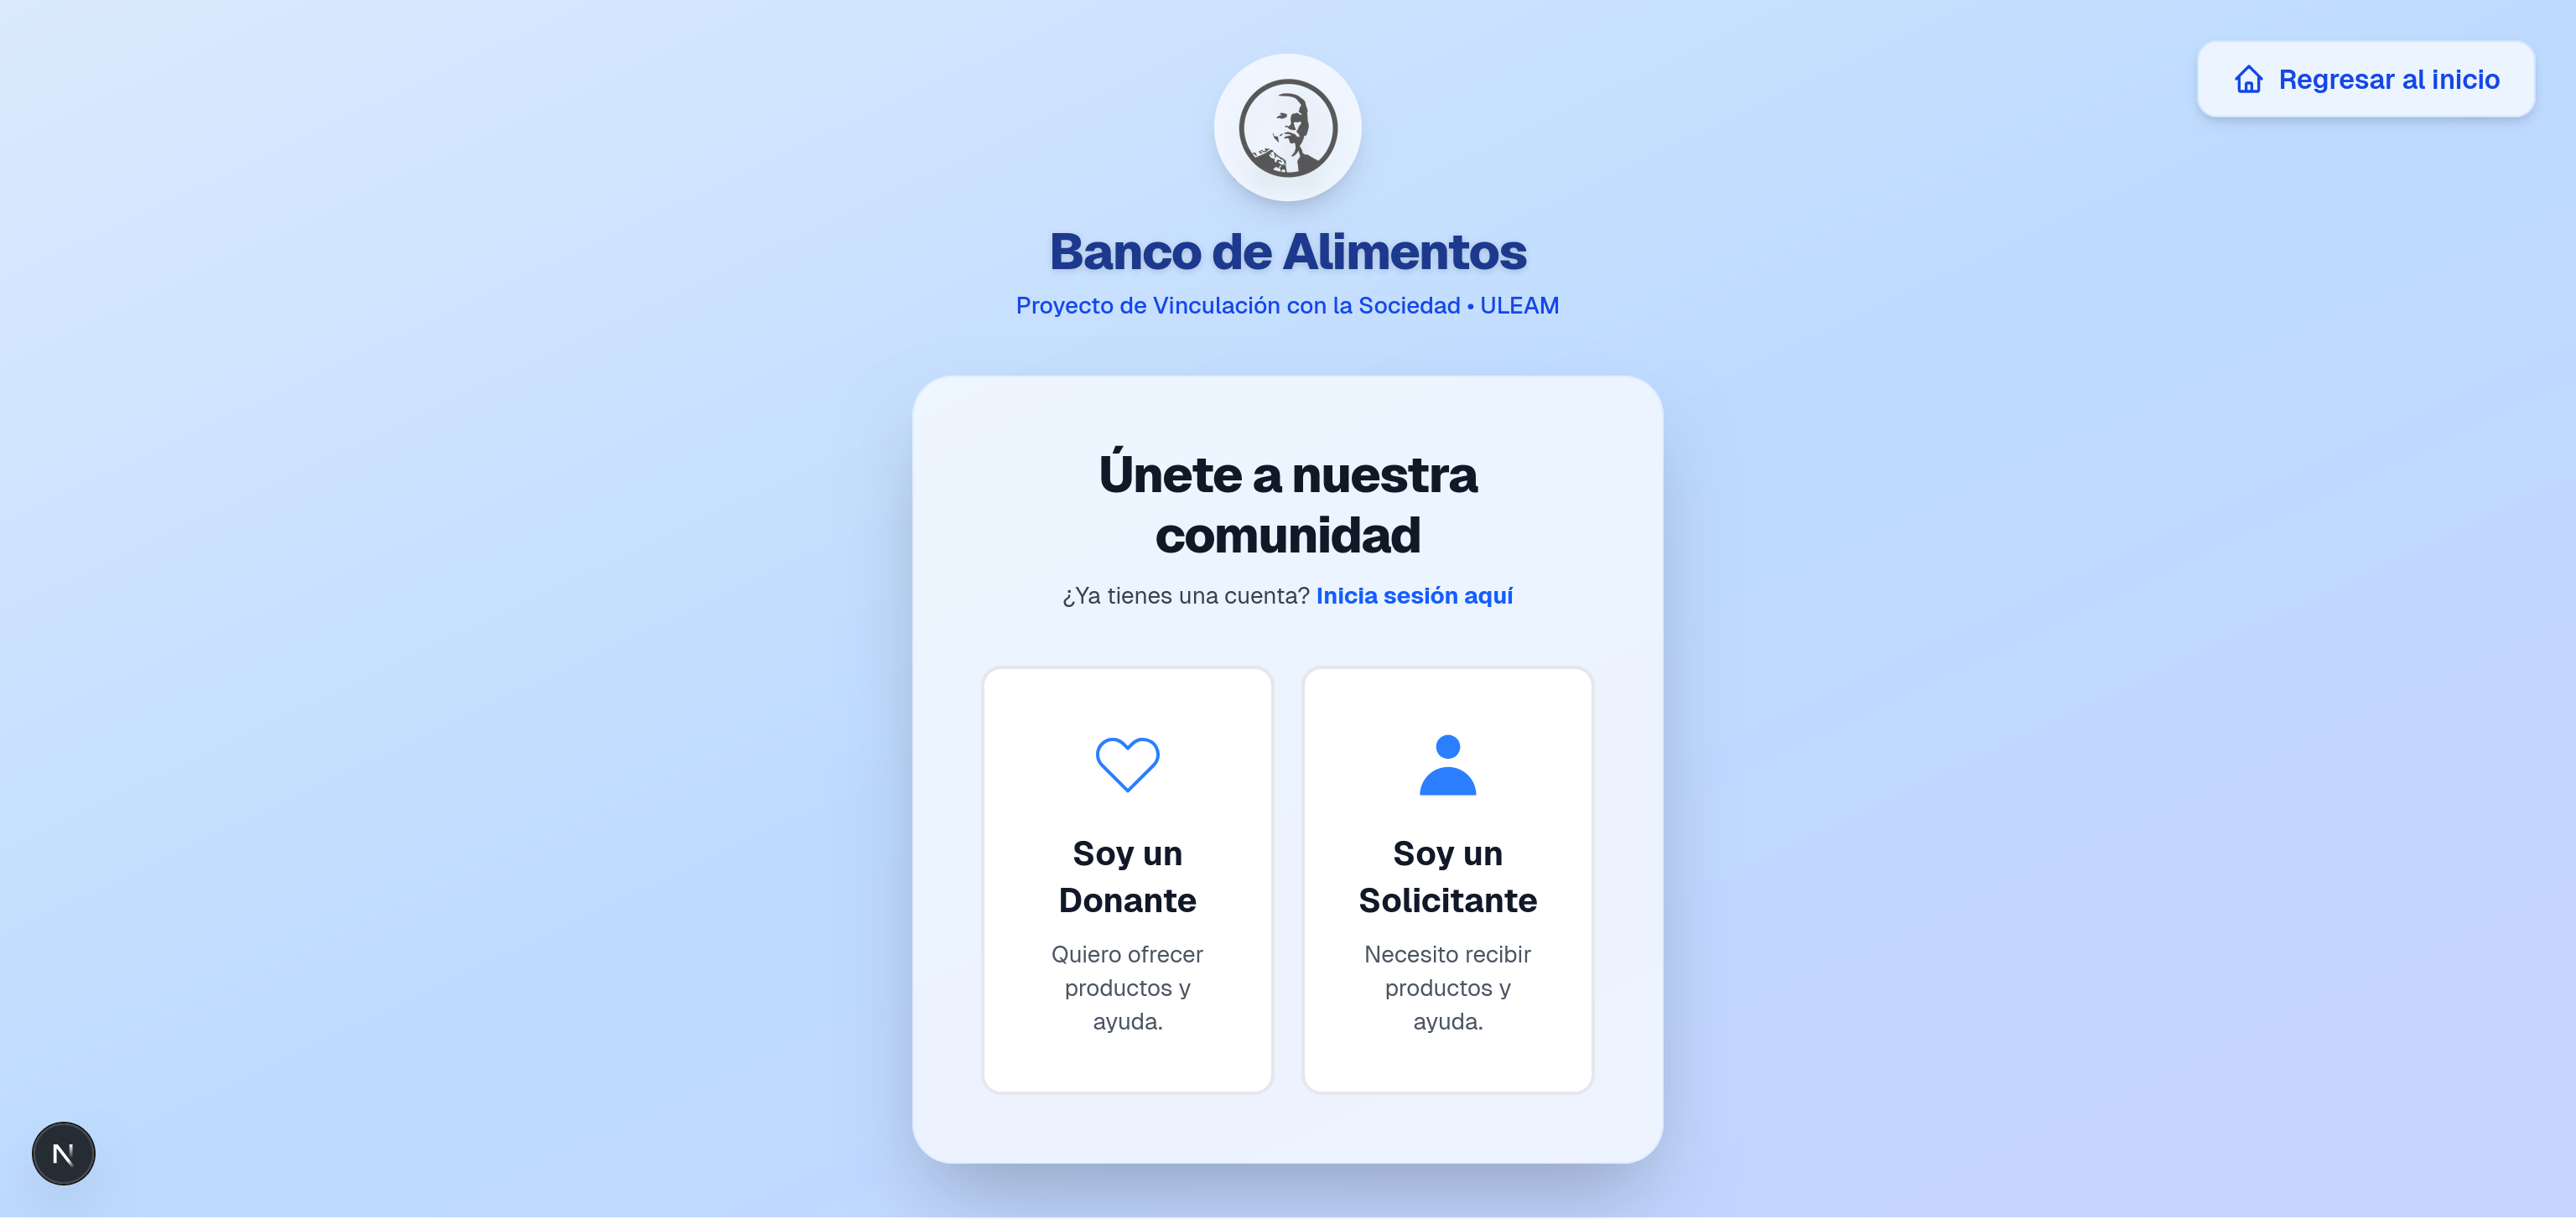 Regresar al inicio
Banco de Alimentos
Proyecto de Vinculación con la Sociedad • ULEAM
Únete a nuestra
comunidad
¿Ya tienes una cuenta? Inicia sesión aquí
Soy un
Donante
Quiero ofrecer
productos y
ayuda.
Soy un
Solicitante
Necesito recibir
productos y
ayuda.
N